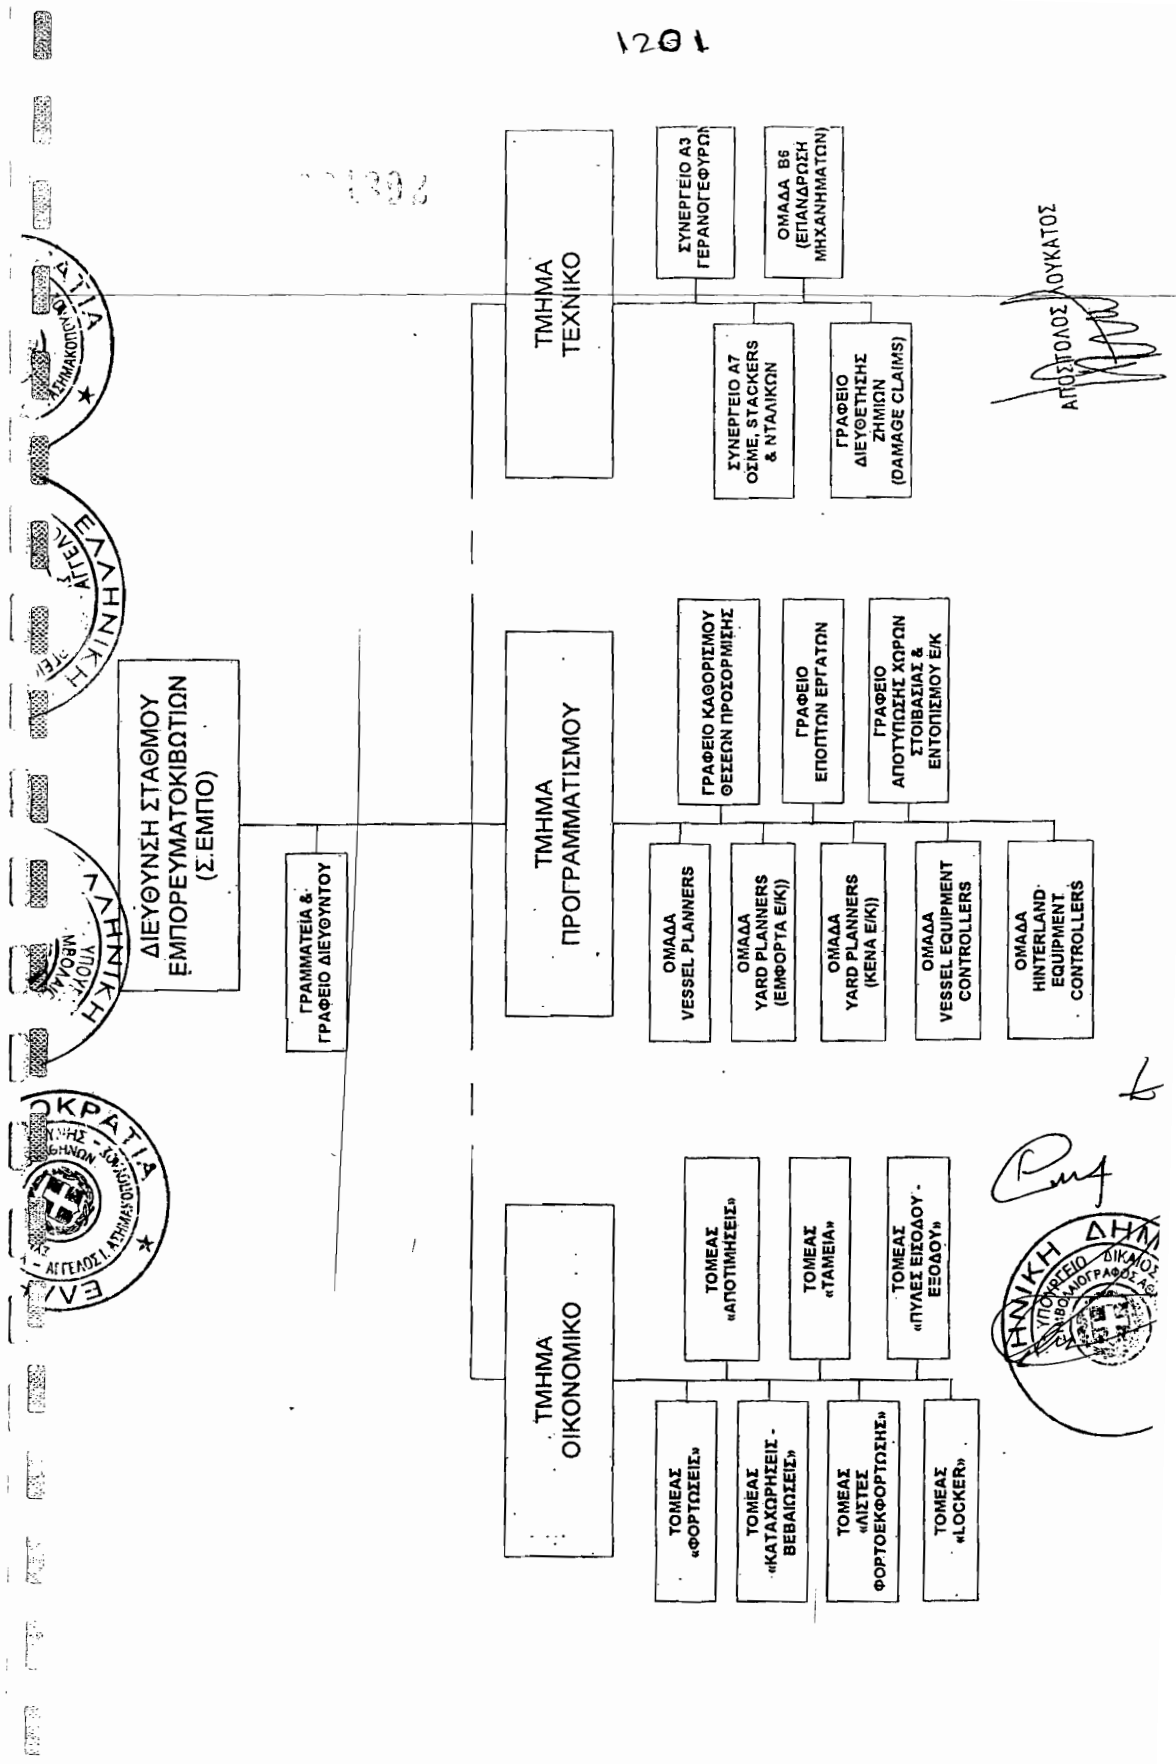 1201
ΔΙΕΥΘΥΝΣΗ ΣΤΑΘΜΟΥ
ΕΜΠΟΡΕΥΜΑΤΟΚΙΒΩΤΙΩΝ
(Σ.ΕΜΠΟ)
ΓΡΑΜΜΑΤΕΙΑ &
ΓΡΑΦΕΙΟ ΔΙΕΥΘΥΝΤΟΥ
ΤΜΗΜΑ
ΟΙΚΟΝΟΜΙΚΟ
ΤΟΜΕΑΣ
«ΦΟΡΤΩΣΕΙΣ»
ΤΟΜΕΑΣ
«ΑΠΟΤΙΜΗΣΕΙΣ»
ΤΟΜΕΑΣ
«ΚΑΤΑΧΩΡΗΣΕΙΣ -
ΒΕΒΑΙΩΣΕΙΣ»
ΤΟΜΕΑΣ
«ΤΑΜΕΙΑ»
ΤΟΜΕΑΣ
«ΛΙΣΤΕΣ
ΦΟΡΤΟΕΚΦΟΡΤΩΣΗΣ»
ΤΟΜΕΑΣ
«ΠΥΛΕΣ ΕΙΣΟΔΟΥ -
ΕΞΟΔΟΥ»
ΤΟΜΕΑΣ
«LOCKER»
ΤΜΗΜΑ
ΠΡΟΓΡΑΜΜΑΤΙΣΜΟΥ
ΟΜΑΔΑ
VESSEL PLANNERS
ΓΡΑΦΕΙΟ ΚΑΘΟΡΙΣΜΟΥ
ΘΕΣΕΩΝ ΠΡΟΣΟΡΜΙΣΗΣ
ΟΜΑΔΑ
YARD PLANNERS
(ΕΜΦΟΡΤΑ Ε/Κ))
ΓΡΑΦΕΙΟ
ΕΠΟΠΤΩΝ ΕΡΓΑΤΩΝ
ΟΜΑΔΑ
YARD PLANNERS
(ΚΕΝΑ Ε/Κ))
ΓΡΑΦΕΙΟ
ΑΠΟΤΥΠΩΣΗΣ ΧΩΡΩΝ
ΣΤΟΙΒΑΣΙΑΣ &
ΕΝΤΟΠΙΣΜΟΥ Ε/Κ
ΟΜΑΔΑ
VESSEL EQUIPMENT
CONTROLLERS
ΟΜΑΔΑ
HINTERLAND
EQUIPMENT
CONTROLLERS
ΤΜΗΜΑ
ΤΕΧΝΙΚΟ
ΣΥΝΕΡΓΕΙΟ Α3
ΓΕΡΑΝΟΓΕΦΥΡΩΝ
ΣΥΝΕΡΓΕΙΟ Α7
ΟΣΜΕ, STACKERS
& ΝΤΑΛΙΚΩΝ
ΟΜΑΔΑ Β6
(ΕΠΑΝΔΡΩΣΗ
ΜΗΧΑΝΗΜΑΤΩΝ)
ΓΡΑΦΕΙΟ
ΔΙΕΥΘΕΤΗΣΗΣ
ΖΗΜΙΩΝ
(DAMAGE CLAIMS)
ΑΠΟΣΤΟΛΟΣ ΛΟΥΚΑΤΟΣ
ΕΛΛΗΝΙΚΗ
ΑΓΓΕΛΟΣ Ι. ΑΣΗΜΑΚΟΠΟΥΛΟΣ